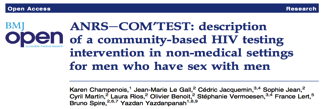 Open Access
Research
BMJ
open
ANRS–COM'TEST: description
of a community-based HIV testing
intervention in non-medical settings
for men who have sex with men
Karen Champenois,1 Jean-Marie Le Gall,2 Cédric Jacquemin,3,4 Sophie Jean,2
Cyril Martin,2 Laura Rios,2 Olivier Benoit,2 Stéphanie Vermoesen,3,4 France Lert,5
Bruno Spire,2,6,7 Yazdan Yazdanpanah1,8,9